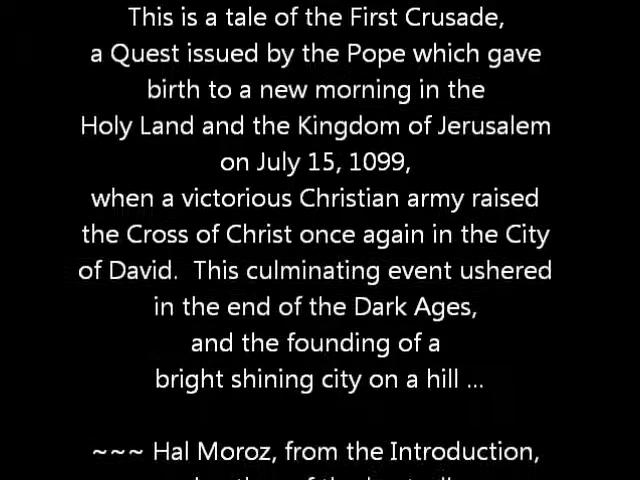 This is a tale of the First Crusade,
a Quest issued by the Pope which gave
birth to a new morning in the
Holy Land and the Kingdom of Jerusalem
on July 15, 1099,
when a victorious Christian army raised
the Cross of Christ once again in the City
of David.  This culminating event ushered
in the end of the Dark Ages,
and the founding of a
bright shining city on a hill ...
~~~ Hal Moroz, from the Introduction,